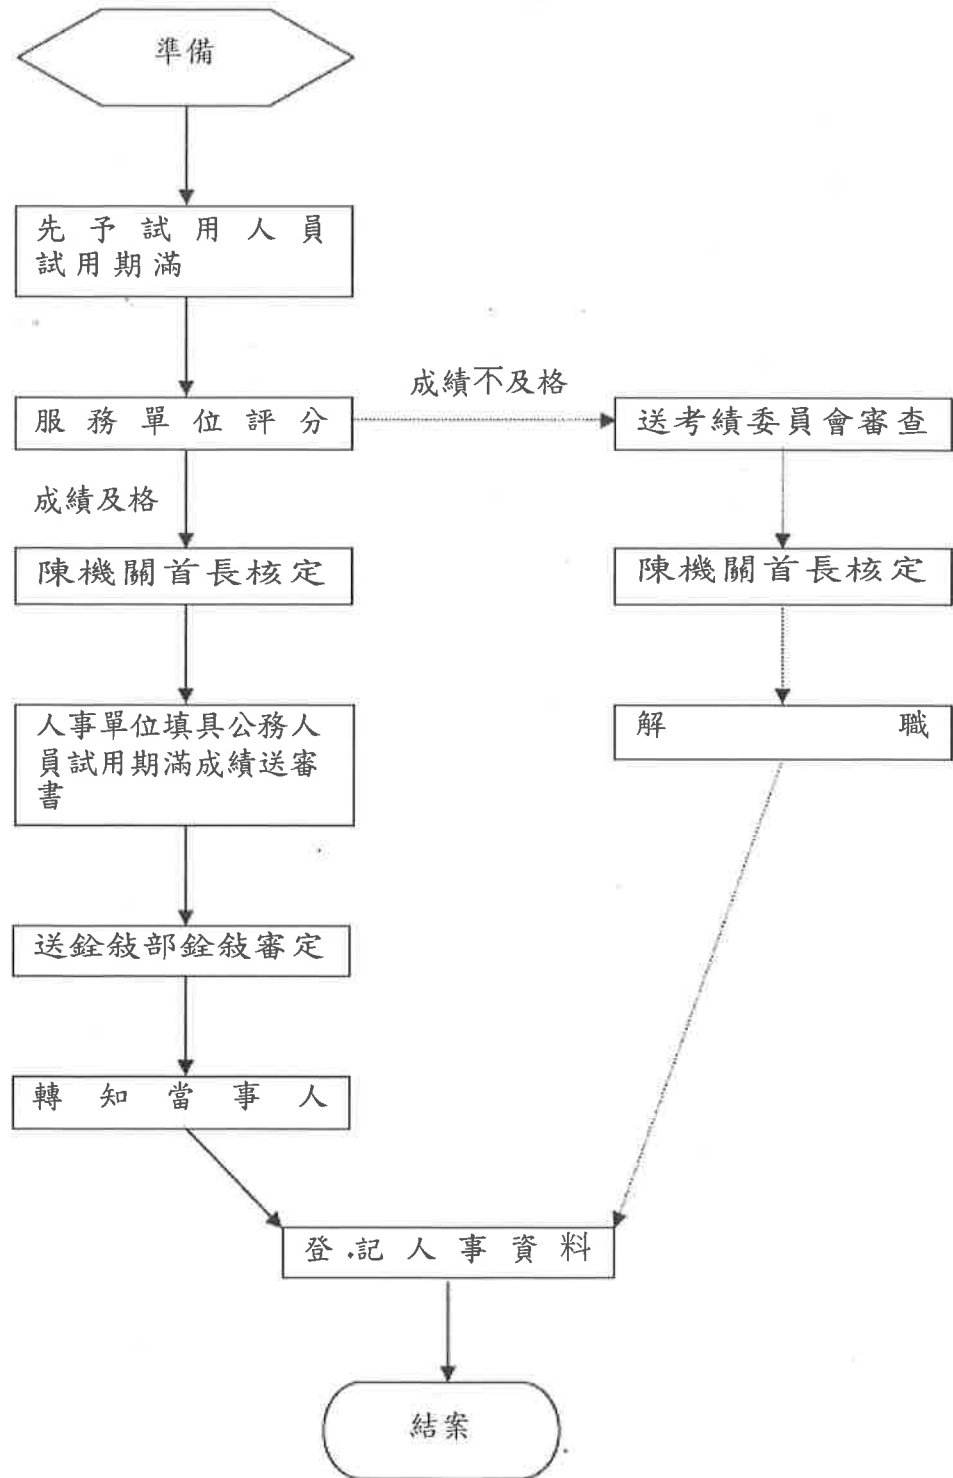 準備
先予試用人員
試用期滿
服務單位評分
成績不及格
送考績委員會審查
成績及格
陳機關首長核定
陳機關首長核定
人事單位填具公務人
員試用期滿成績送審
書
解職
送銓敍部銓敍審定
轉知當事人
登記人事資料
結案